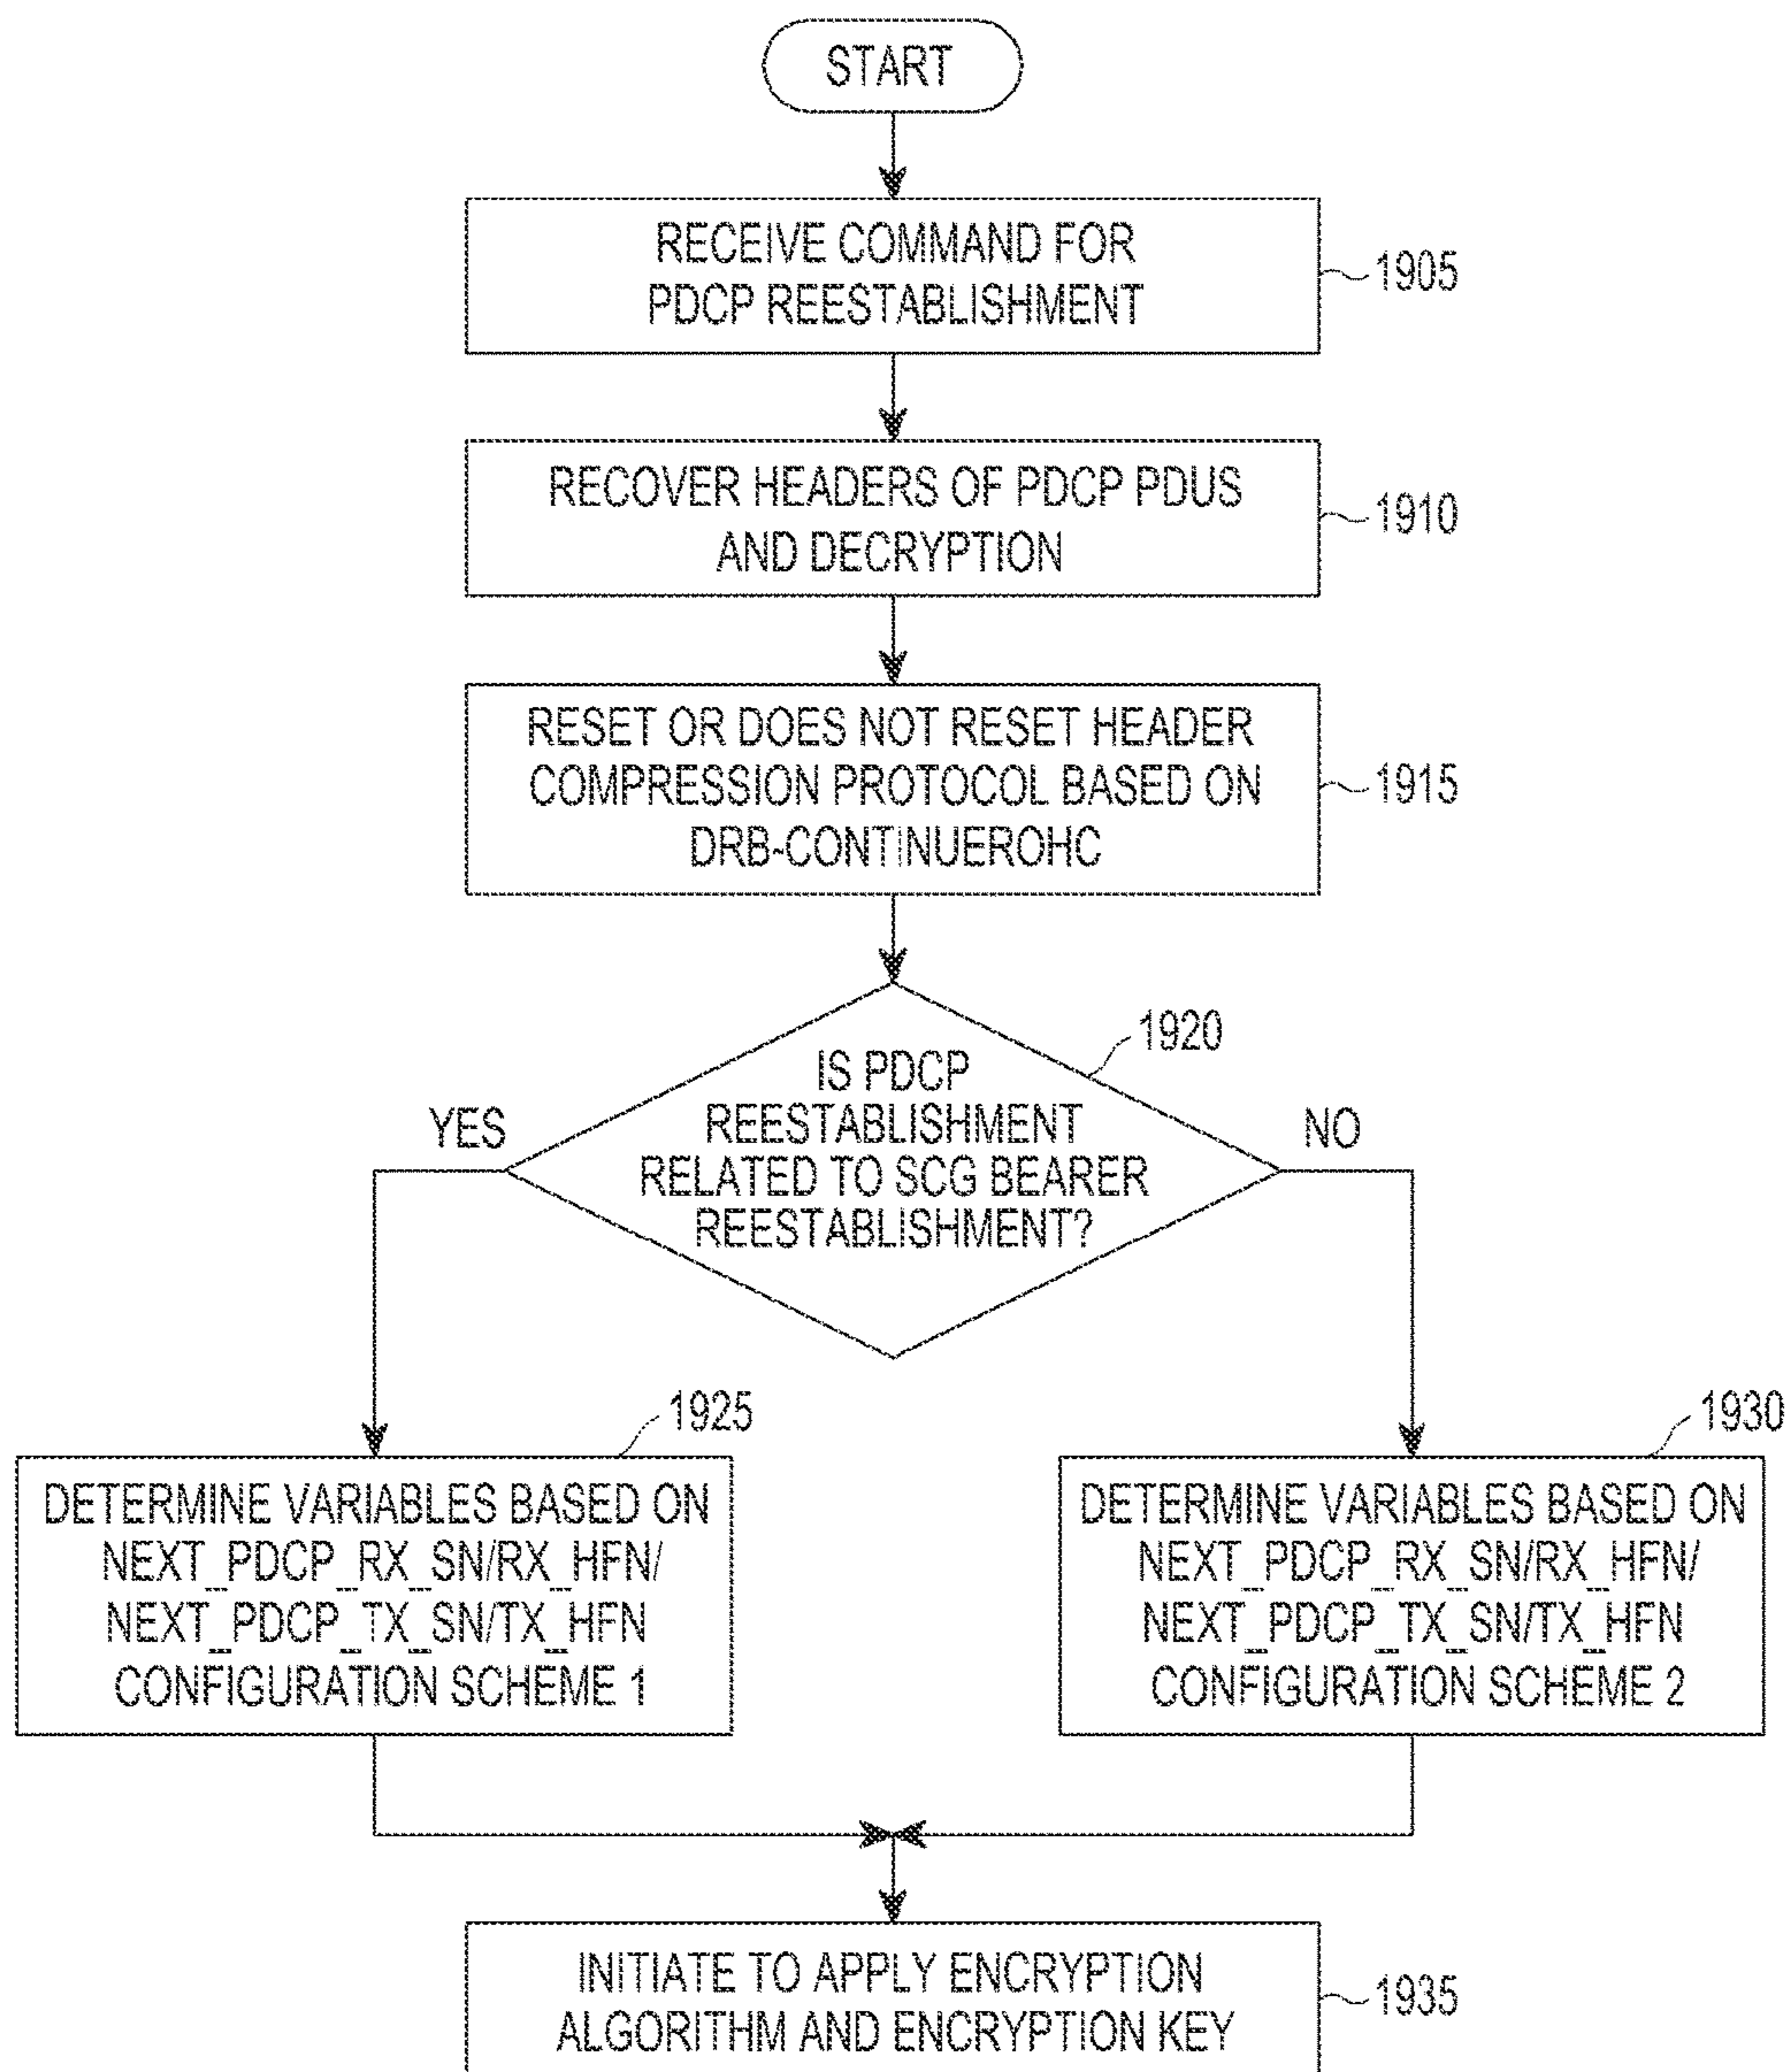 START
RECEIVE COMMAND FOR
PDCP REESTABLISHMENT
1905
RECOVER HEADERS OF PDCP PDUS
AND DECRYPTION
1910
RESET OR DOES NOT RESET HEADER
COMPRESSION PROTOCOL BASED ON
DRB-CONTINUEROHC
1915
1920
IS PDCP
REESTABLISHMENT
RELATED TO SCG BEARER
REESTABLISHMENT?
YES
NO
1925
DETERMINE VARIABLES BASED ON
NEXT_PDCP_RX_SN/RX_HFN/
NEXT_PDCP_TX_SN/TX_HFN
CONFIGURATION SCHEME 1
1930
DETERMINE VARIABLES BASED ON
NEXT_PDCP_RX_SN/RX_HFN/
NEXT_PDCP_TX_SN/TX_HFN
CONFIGURATION SCHEME 2
INITIATE TO APPLY ENCRYPTION
ALGORITHM AND ENCRYPTION KEY
1935